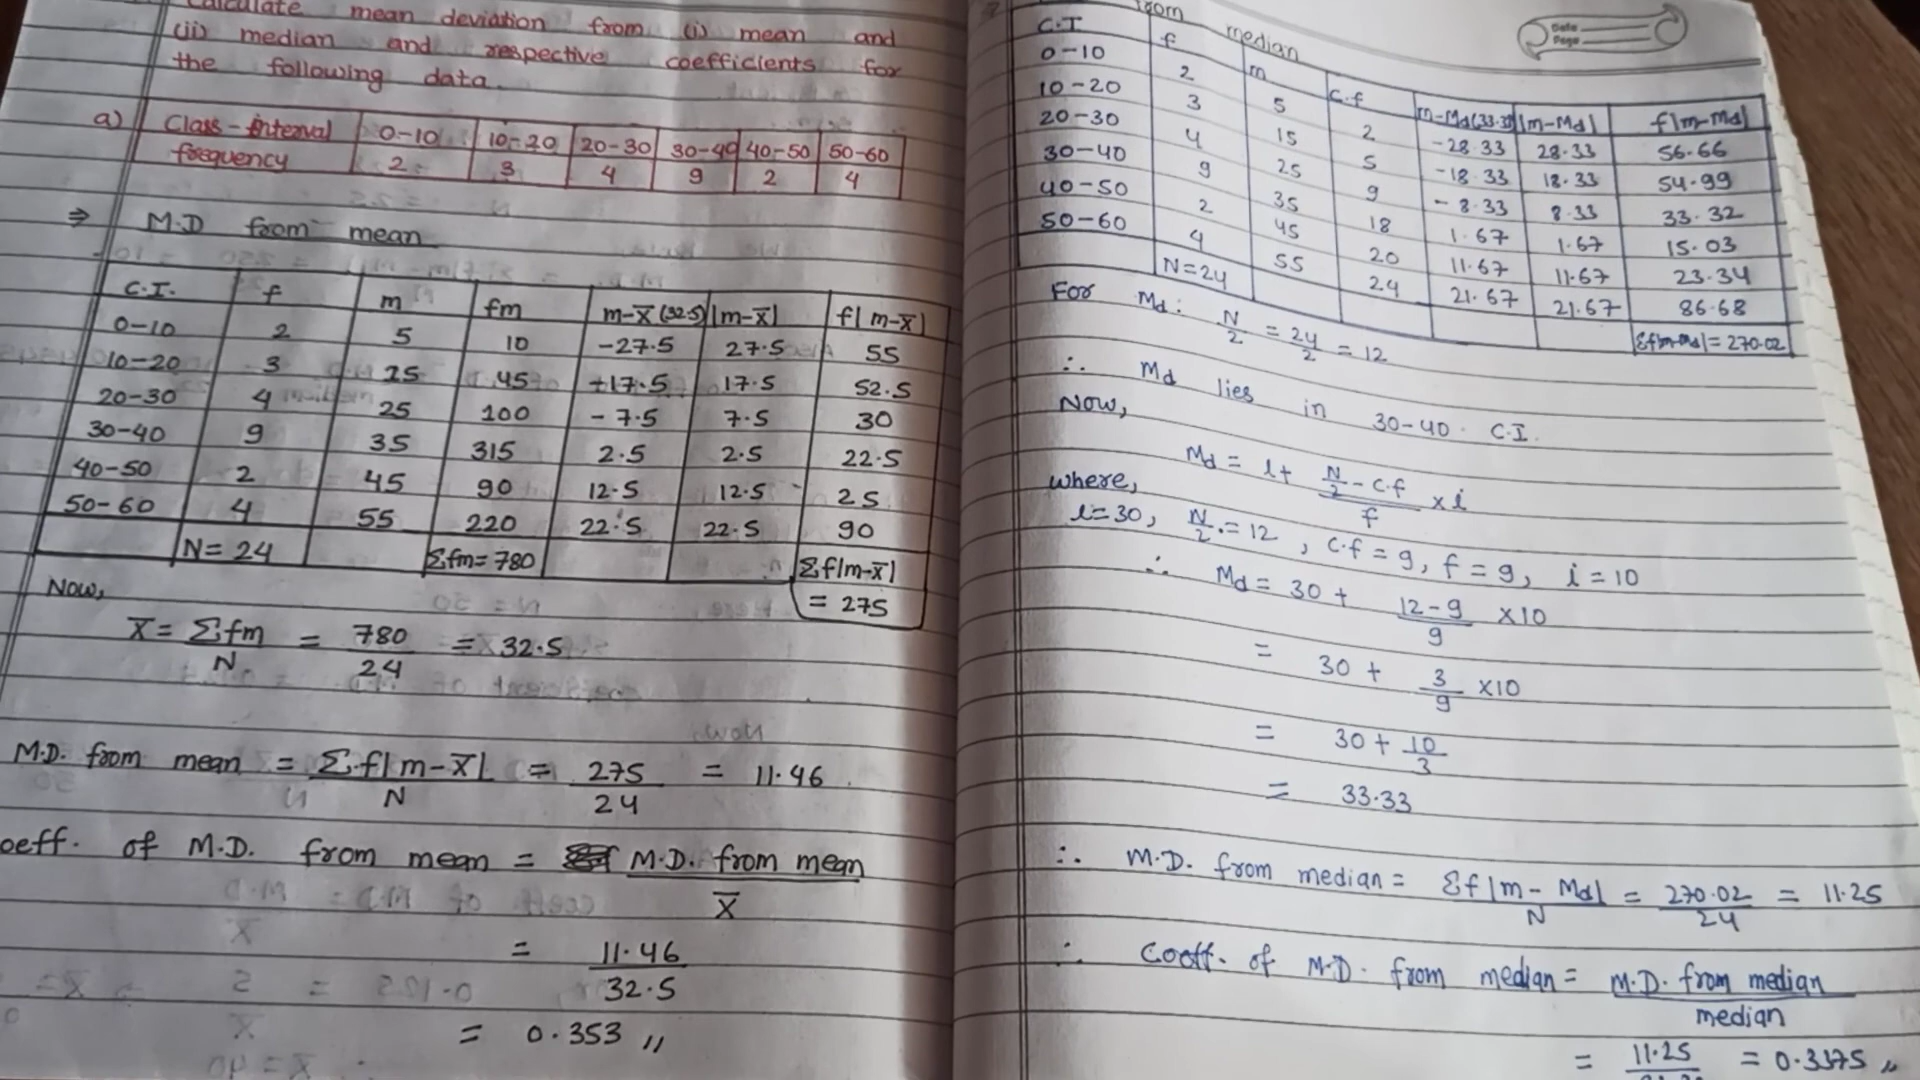 Calculate mean deviation from (i) mean and
(ii) median and respective coefficients for
the following data.
a) Class-interval 0-10 10-20 20-30 30-40 40-50 50-60
frequency 2 3 4 9 2 4
⇒ M.D from mean
C.I. f m fm m-X̄(32.5) |m-X̄| f|m-X̄|
0-10 2 5 10 -27.5 27.5 55
10-20 3 15 45 -17.5 17.5 52.5
20-30 4 25 100 -7.5 7.5 30
30-40 9 35 315 2.5 2.5 22.5
40-50 2 45 90 12.5 12.5 25
50-60 4 55 220 22.5 22.5 90
N=24 Σfm=780 Σf|m-X̄|
= 275
Now,
X̄ = Σfm/N = 780/24 = 32.5
M.D. from mean = Σf|m-X̄|/N = 275/24 = 11.46
oeff. of M.D. from mean = M.D. from mean/X̄
= 11.46/32.5
= 0.353 //
from median
C.I f m c.f m-Md(33.33) |m-Md| f|m-Md|
0-10 2 5 2 -28.33 28.33 56.66
10-20 3 15 5 -18.33 18.33 54.99
20-30 4 25 9 -8.33 8.33 33.32
30-40 9 35 18 1.67 1.67 15.03
40-50 2 45 20 11.67 11.67 23.34
50-60 4 55 24 21.67 21.67 86.68
N=24 Σf|m-Md|=270.02
For Md: N/2 = 24/2 = 12
∴ Md lies in 30-40 C.I.
Now,
Md = l + (N/2 - c.f)/f × i
where,
l=30, N/2 = 12, c.f = 9, f = 9, i = 10
∴ Md = 30 + (12-9)/9 ×10
= 30 + 3/9 ×10
= 30 + 10/3
= 33.33
∴ M.D. from median = Σf|m-Md|/N = 270.02/24 = 11.25
∴ Coeff. of M.D. from median = M.D. from median/median
= 11.25 = 0.3375 //
Date
Page